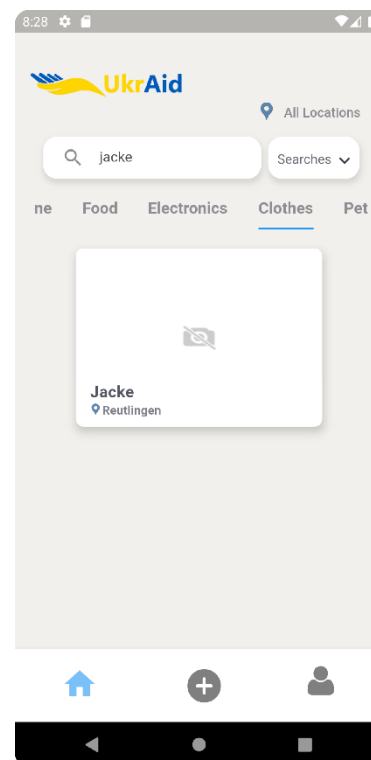 8:28
UkrAid
All Locations
jacke
Searches
ne Food Electronics Clothes Pet
Jacke
Reutlingen